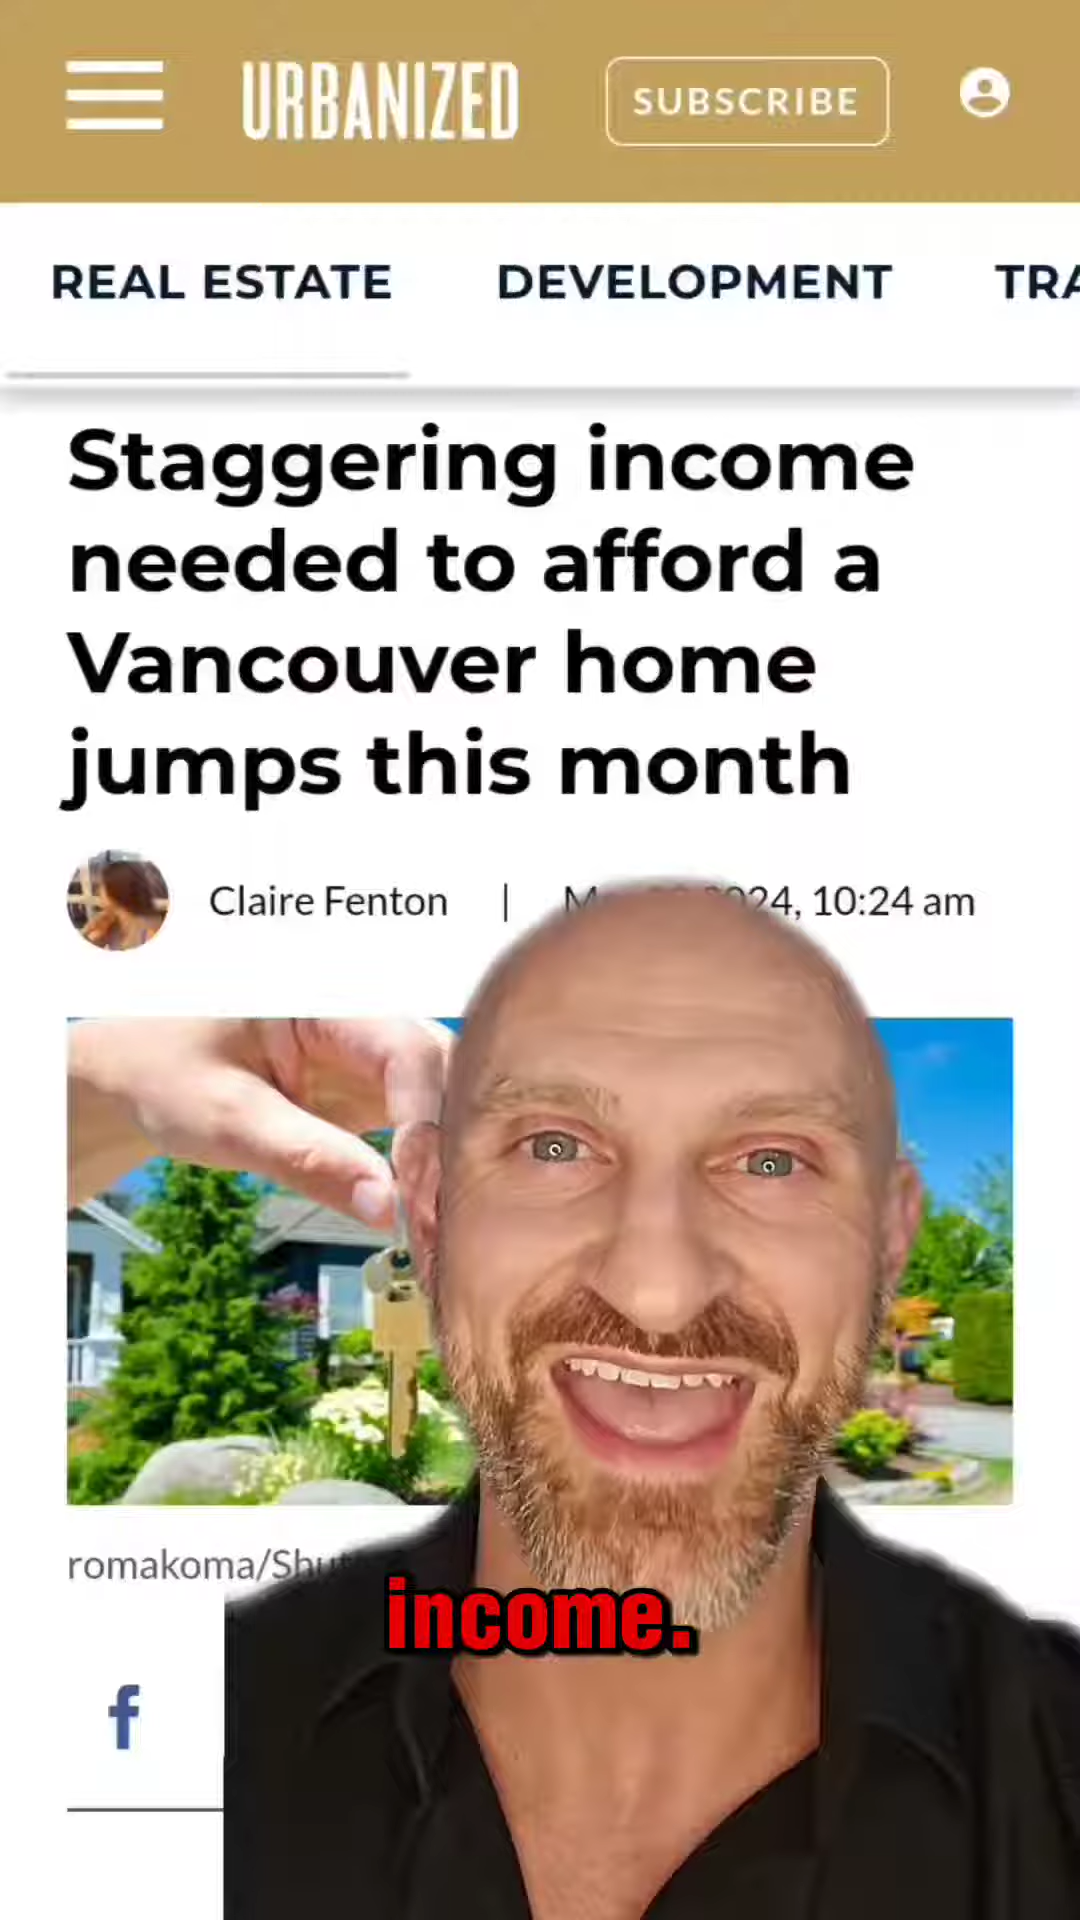 URBANIZED
SUBSCRIBE
REAL ESTATE DEVELOPMENT
Staggering income
needed to afford a
Vancouver home
jumps this month
Claire Fenton | 24, 10:24 am
romakoma/Shut
income.
f